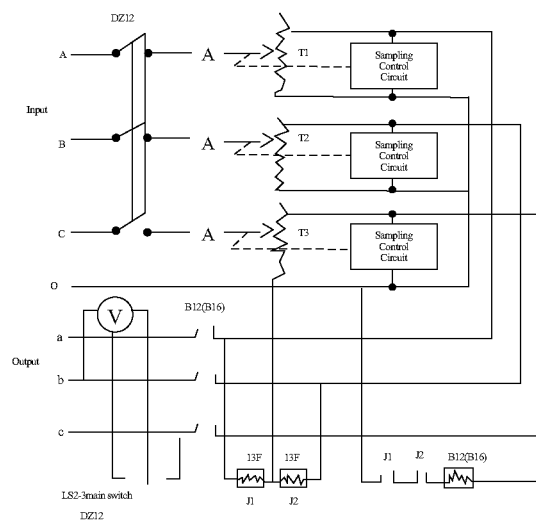 DZ12
A
A
T1
Sampling
Control
Circuit
Input
B
A
T2
Sampling
Control
Circuit
C
A
T3
Sampling
Control
Circuit
O
B12(B16)
V
a
Output
b
c
13F
13F
J1
J2
B12(B16)
LS2-3main switch
J1
J2
DZ12